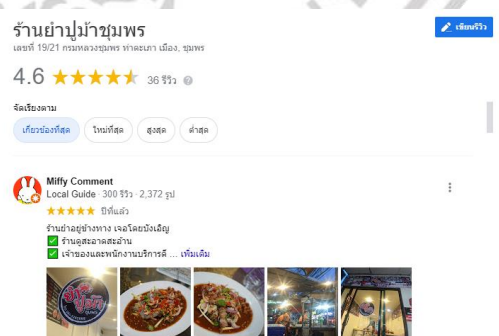 ร้านยำปูม้าชุมพร
เลขที่ 19/21 กรมหลวงชุมพร ท่าตะเภา เมือง, ชุมพร
เขียนรีวิว
4.6 36 รีวิว
จัดเรียงตาม
เกี่ยวข้องที่สุด ใหม่ที่สุด สูงสุด ต่ำสุด
Miffy Comment
Local Guide · 300 รีวิว · 2,372 รูป
ปีที่แล้ว
ร้านยำอยู่ข้างทาง เจอโดยบังเอิญ
✅ ร้านดูสะอาดสะอ้าน
✅ เจ้าของและพนักงานบริการดี ... เพิ่มเติม